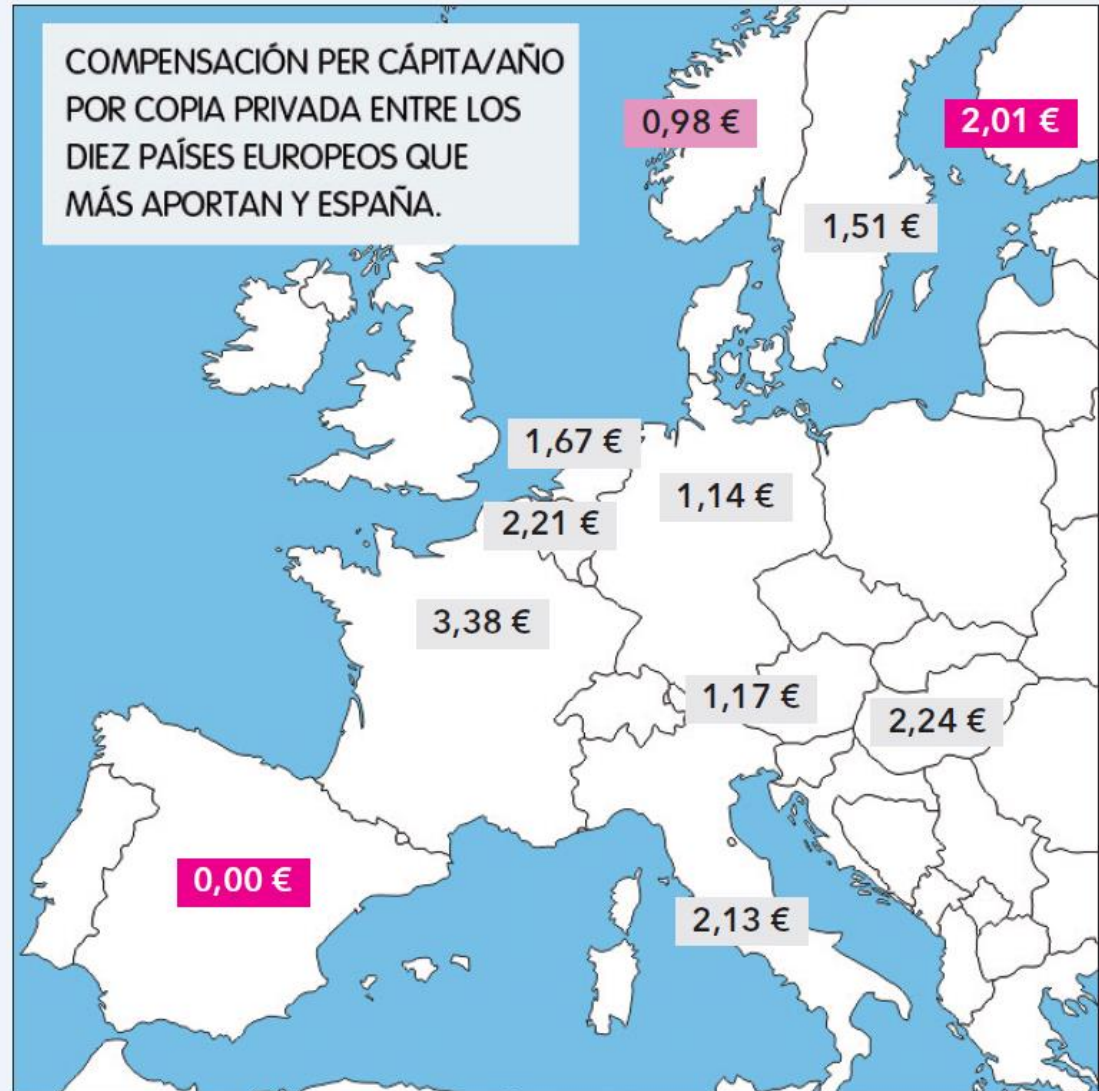 COMPENSACIÓN PER CÁPITA/AÑO
POR COPIA PRIVADA ENTRE LOS
DIEZ PAÍSES EUROPEOS QUE
MÁS APORTAN Y ESPAÑA.
0,98 €
2,01 €
1,51 €
1,67 €
1,14 €
2,21 €
3,38 €
1,17 €
2,24 €
0,00 €
2,13 €